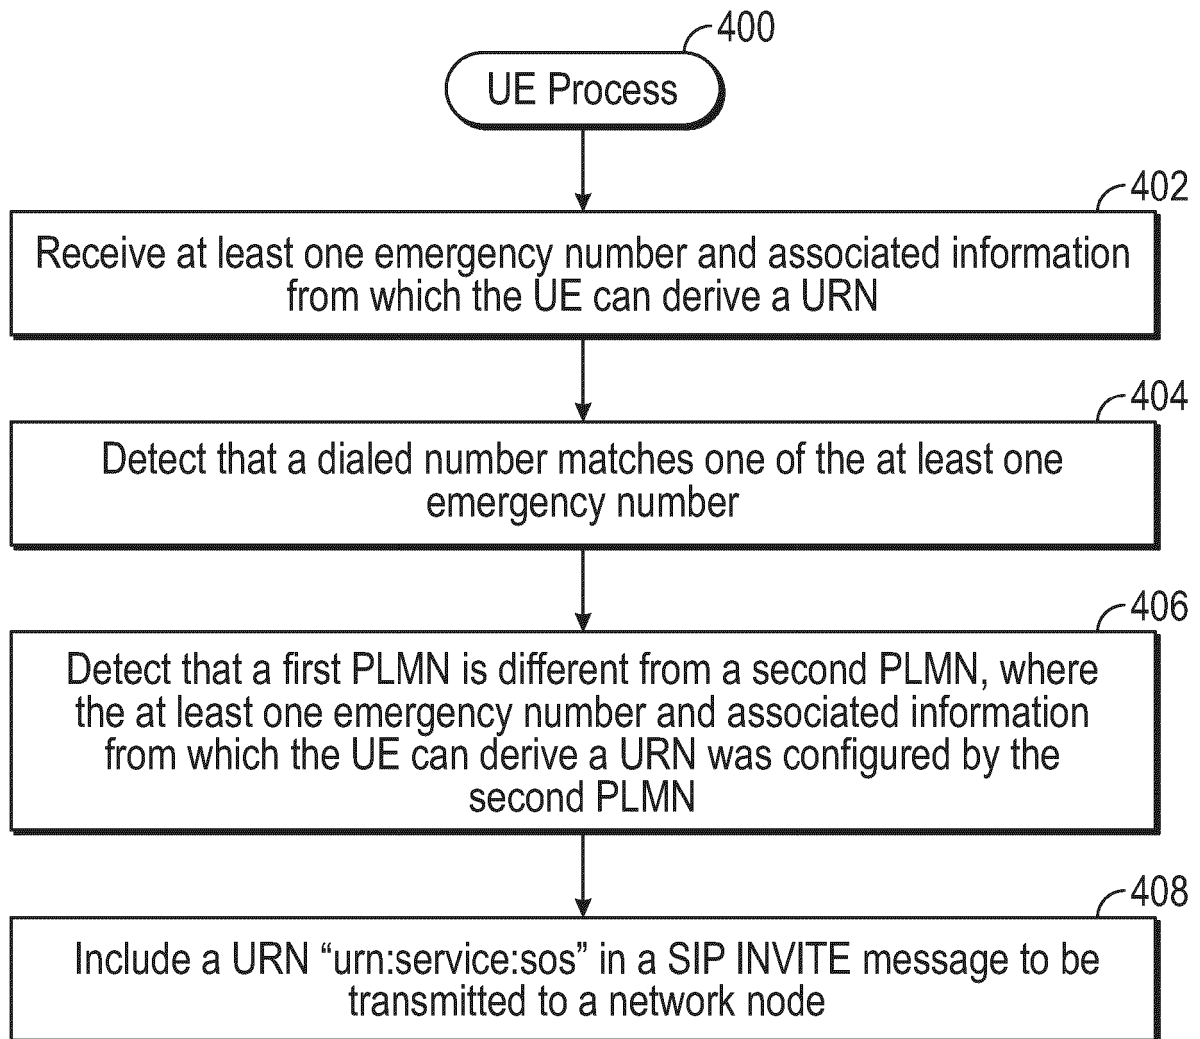 400
UE Process
402
Receive at least one emergency number and associated information
from which the UE can derive a URN
404
Detect that a dialed number matches one of the at least one
emergency number
406
Detect that a first PLMN is different from a second PLMN, where
the at least one emergency number and associated information
from which the UE can derive a URN was configured by the
second PLMN
408
Include a URN “urn:service:sos” in a SIP INVITE message to be
transmitted to a network node